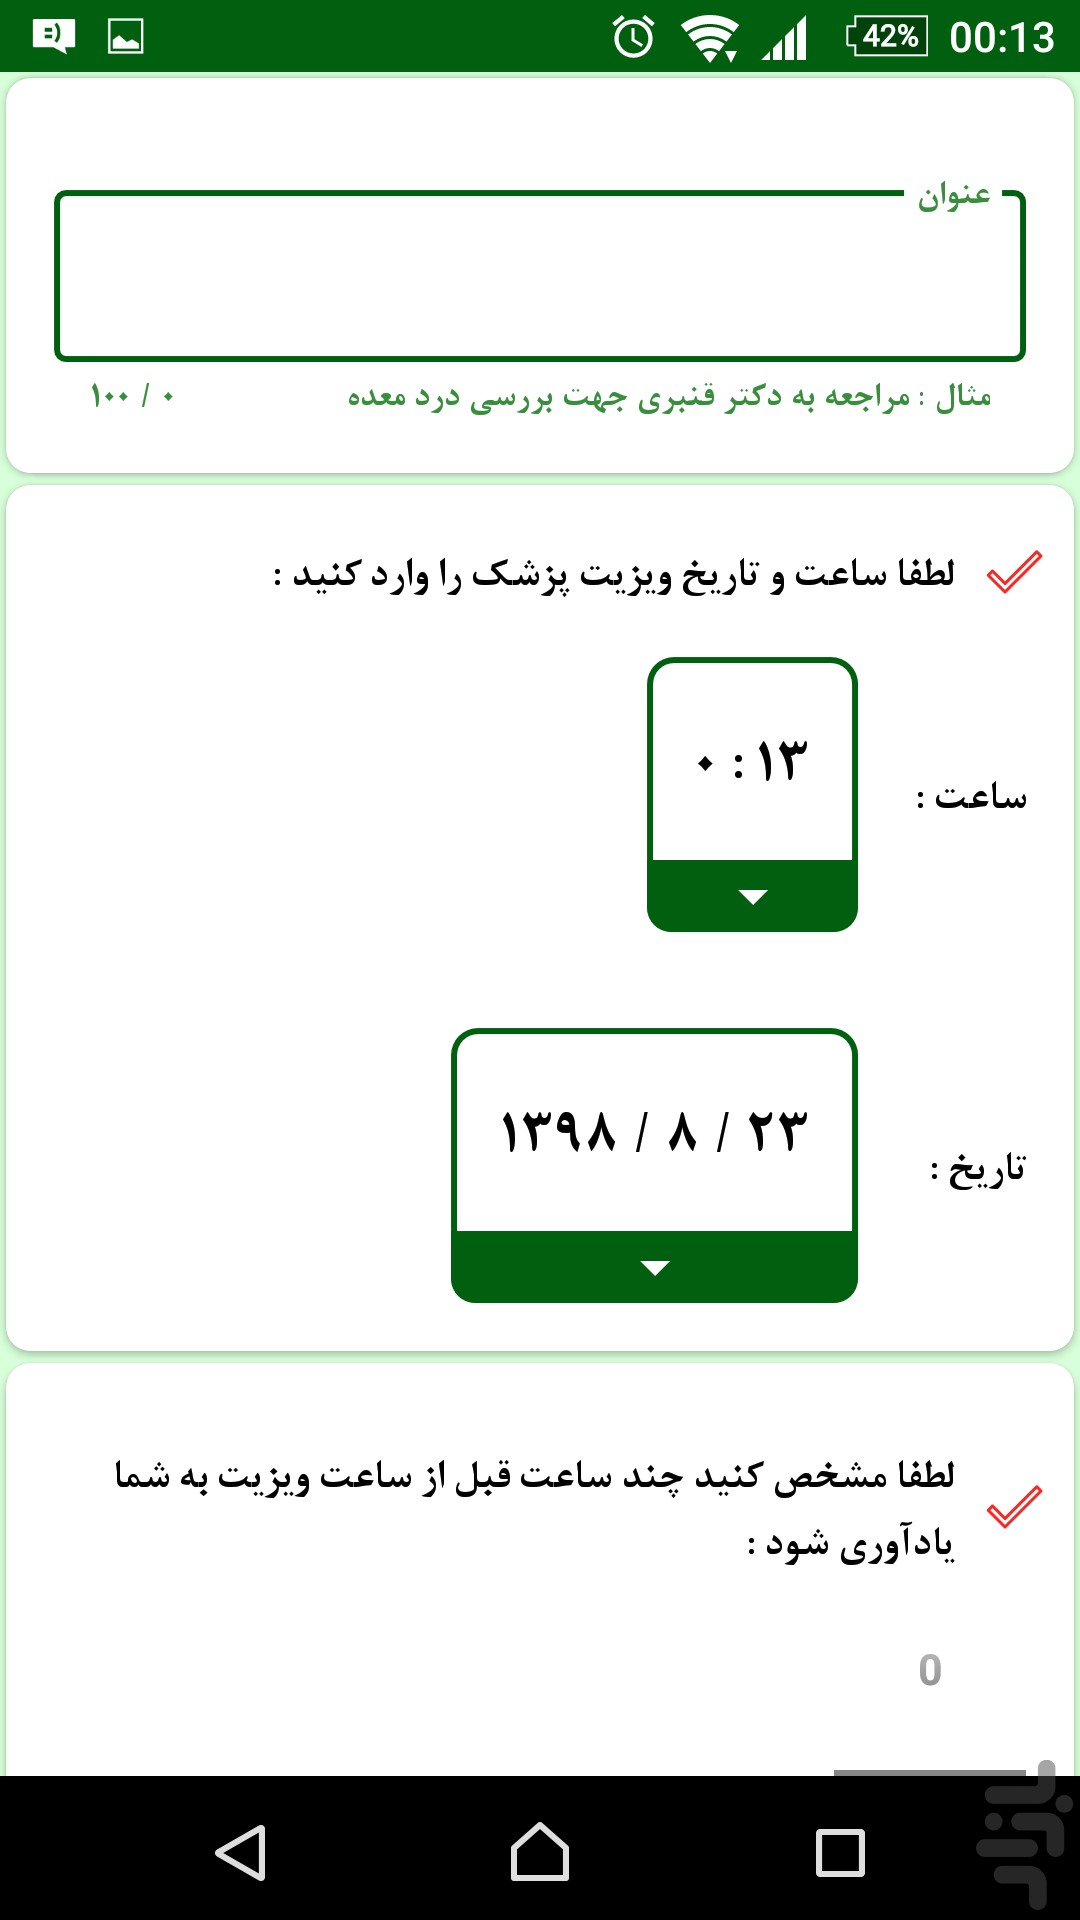 42% 00:13
عنوان
مثال : مراجعه به دکتر قنبری جهت بررسی درد معده
۰ / ۱۰۰
لطفا ساعت و تاریخ ویزیت پزشک را وارد کنید :
ساعت :
۰ : ۱۳
تاریخ :
۱۳۹۸ / ۸ / ۲۳
لطفا مشخص کنید چند ساعت قبل از ساعت ویزیت به شما
یادآوری شود :
0
بازار